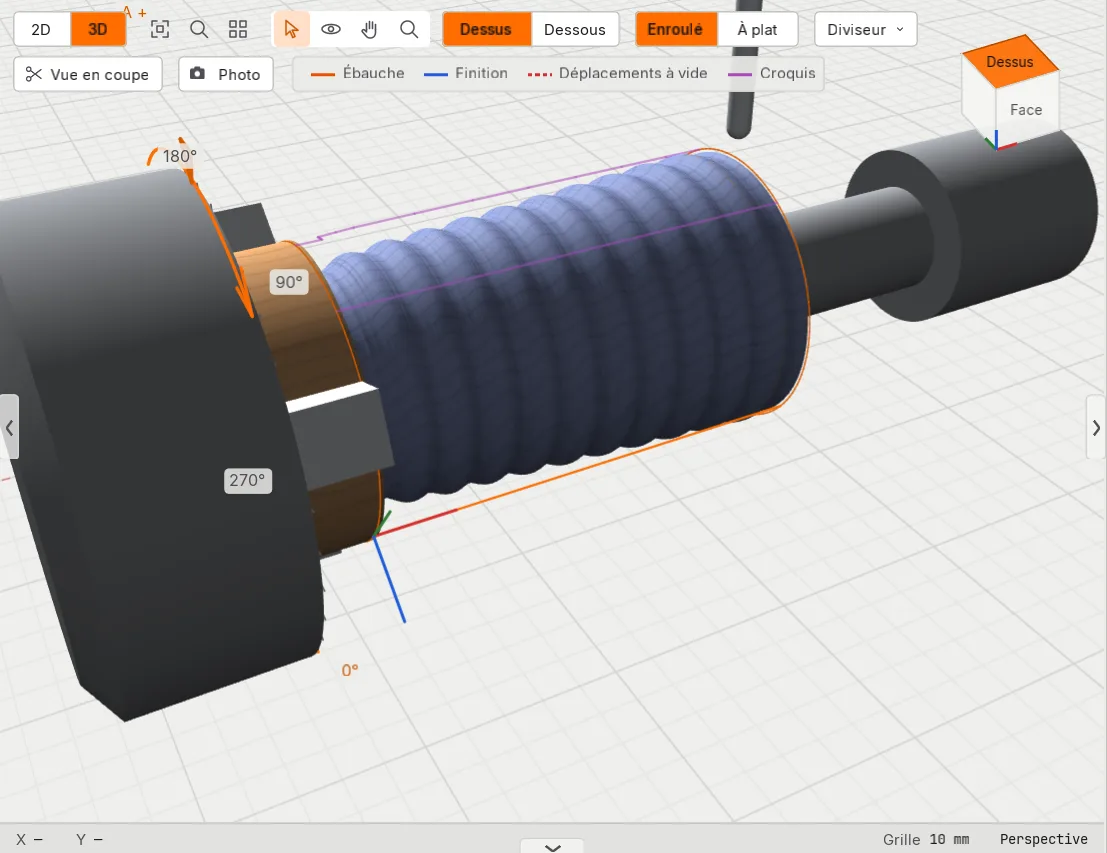 A +
2D
3D
Dessus
Dessous
Enroulé
À plat
Diviseur
Vue en coupe
Photo
Ébauche
Finition
Déplacements à vide
Croquis
Dessus
Face
180°
90°
270°
0°
X –
Y –
Grille 10 mm
Perspective